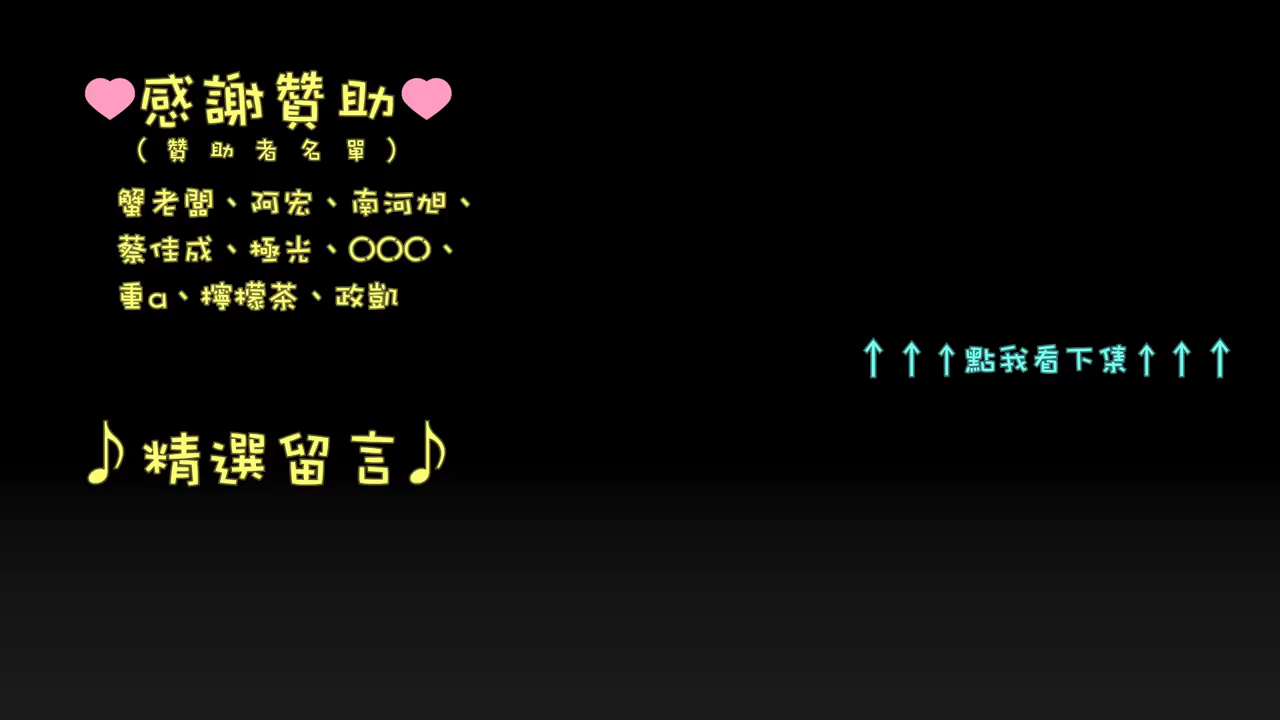 感謝贊助
（贊助者名單）
蟹老闆、阿宏、南河旭、
蔡佳成、極光、〇〇〇、
重a、檸檬茶、政凱
↑↑↑點我看下集↑↑↑
♪精選留言♪